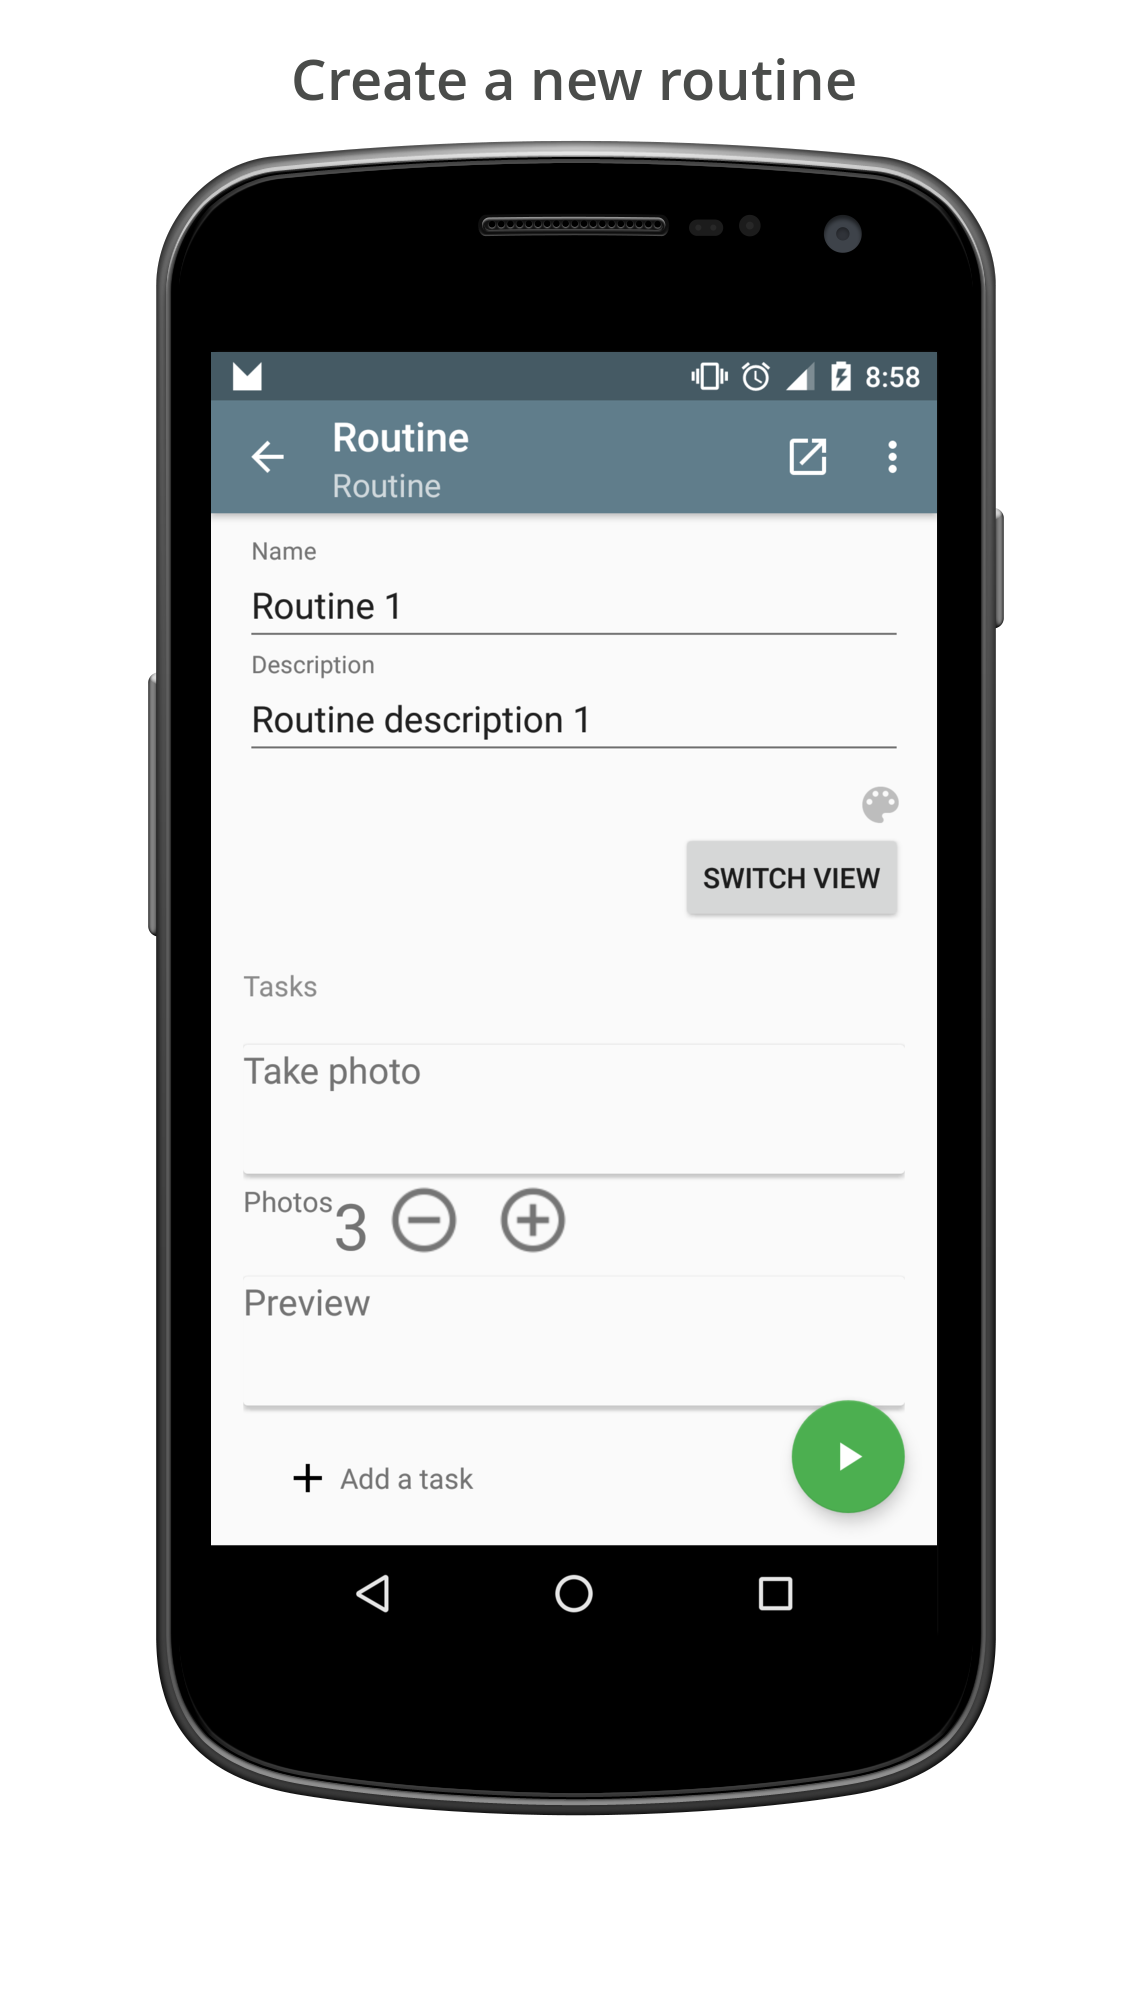 Create a new routine
8:58
Routine
Routine
Name
Routine 1
Description
Routine description 1
SWITCH VIEW
Tasks
Take photo
Photos 3
Preview
Add a task